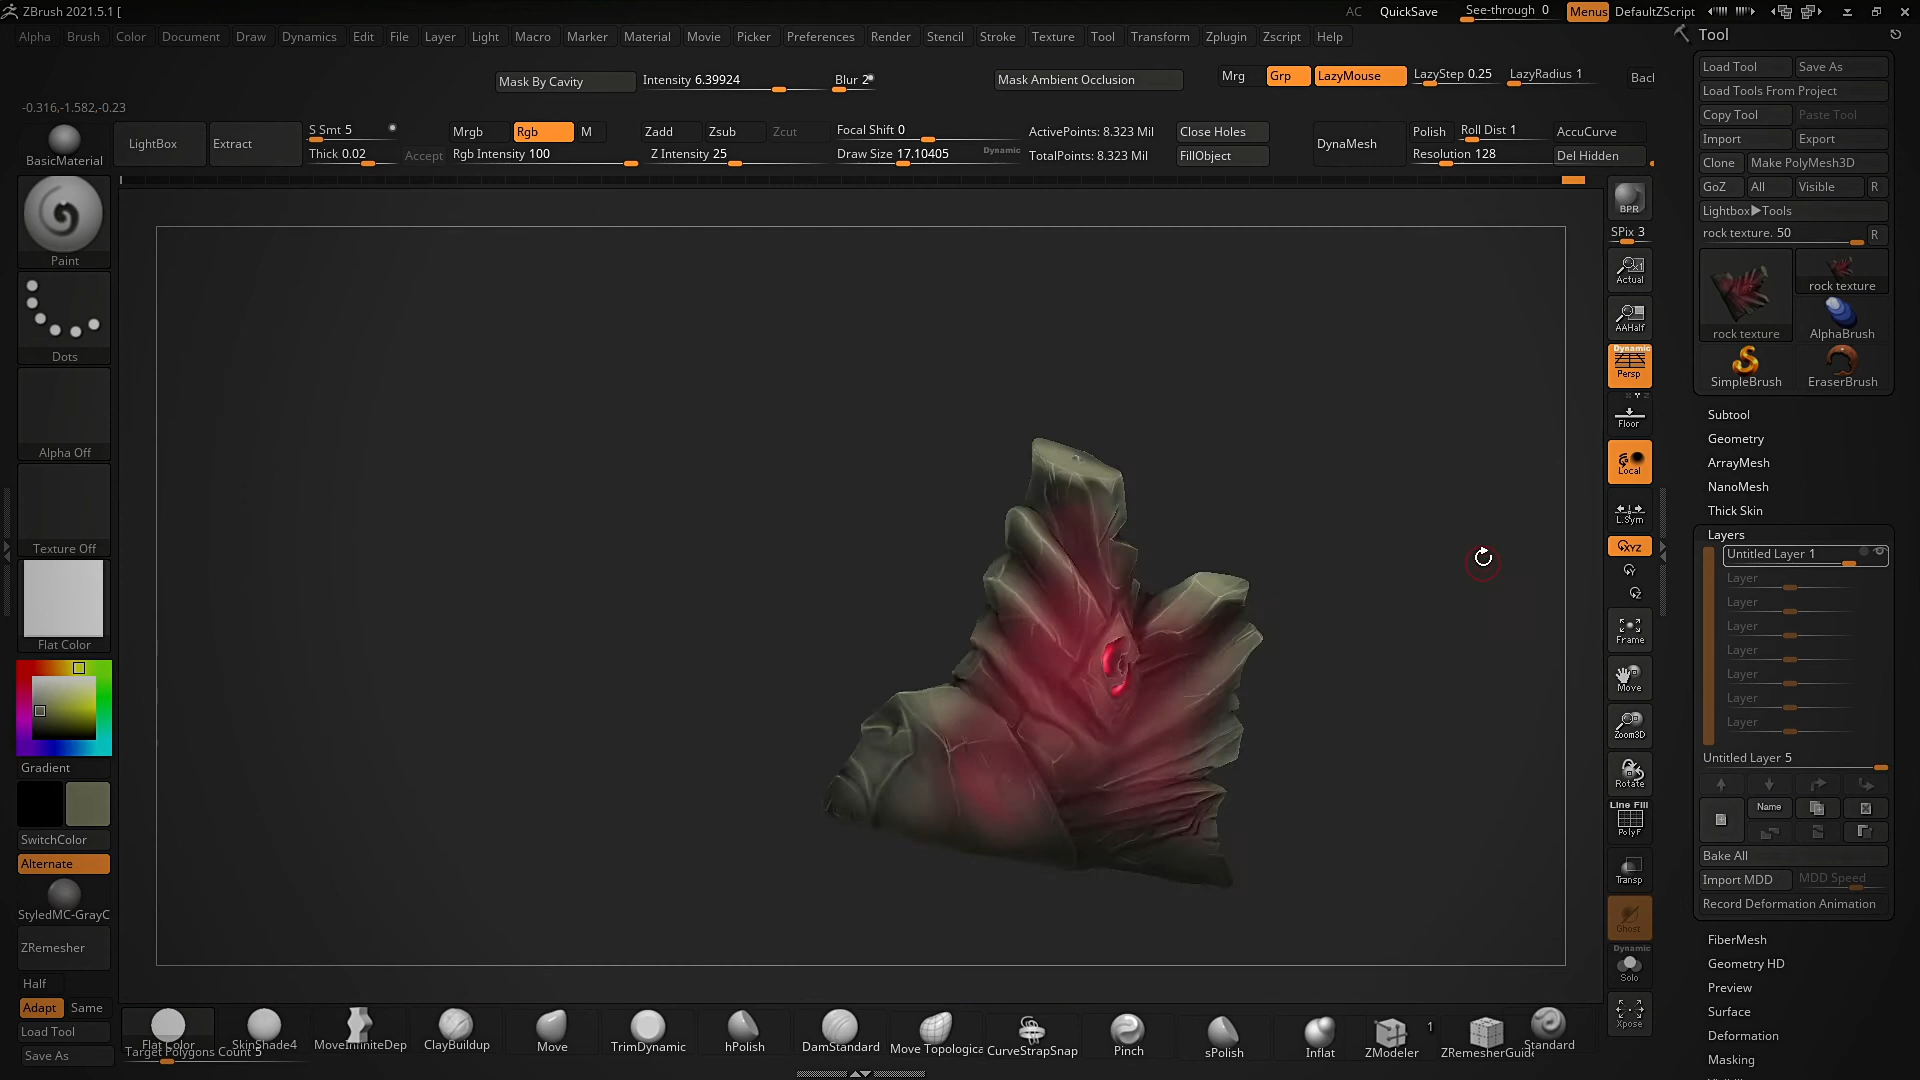 ZBrush 2021.5.1 [
AC
QuickSave
See-through 0
Menus
DefaultZScript
Alpha
Brush
Color
Document
Draw
Dynamics
Edit
File
Layer
Light
Macro
Marker
Material
Movie
Picker
Preferences
Render
Stencil
Stroke
Texture
Tool
Transform
Zplugin
Zscript
Help
Tool
Mask By Cavity
Intensity 6.39924
Blur 2
Mask Ambient Occlusion
Mrg
Grp
LazyMouse
LazyStep 0.25
LazyRadius 1
Bacl
-0.316,-1.582,-0.23
BasicMaterial
LightBox
Extract
S Smt 5
Thick 0.02
Accept
Mrgb
Rgb
M
Rgb Intensity 100
Zadd
Zsub
Zcut
Z Intensity 25
Focal Shift 0
Draw Size 17.10405
Dynamic
ActivePoints: 8.323 Mil
TotalPoints: 8.323 Mil
Close Holes
FillObject
DynaMesh
Polish
Roll Dist 1
AccuCurve
Resolution 128
Del Hidden
Paint
Dots
Alpha Off
Texture Off
Flat Color
Gradient
SwitchColor
Alternate
StyledMC-GrayC
ZRemesher
Half
Adapt
Same
Load Tool
Save As
BPR
SPix 3
Actual
AAHalf
Dynamic
Persp
Floor
Local
L.Sym
XYZ
Y
Z
Frame
Move
Zoom3D
Rotate
Line Fill
PolyF
Transp
Ghost
Dynamic
Solo
Xpose
Load Tool
Save As
Load Tools From Project
Copy Tool
Paste Tool
Import
Export
Clone
Make PolyMesh3D
GoZ
All
Visible
R
Lightbox▶Tools
rock texture. 50
R
rock texture
rock texture
AlphaBrush
SimpleBrush
EraserBrush
Subtool
Geometry
ArrayMesh
NanoMesh
Thick Skin
Layers
Untitled Layer 1
Layer
Layer
Layer
Layer
Layer
Layer
Layer
Untitled Layer 5
Name
Bake All
Import MDD
MDD Speed
Record Deformation Animation
FiberMesh
Geometry HD
Preview
Surface
Deformation
Masking
Flat Color
Target Polygons Count 5
SkinShade4
MoveInfiniteDep
ClayBuildup
Move
TrimDynamic
hPolish
DamStandard
Move Topologica
CurveStrapSnap
Pinch
sPolish
Inflat
1
ZModeler
ZRemesherGuide
Standard